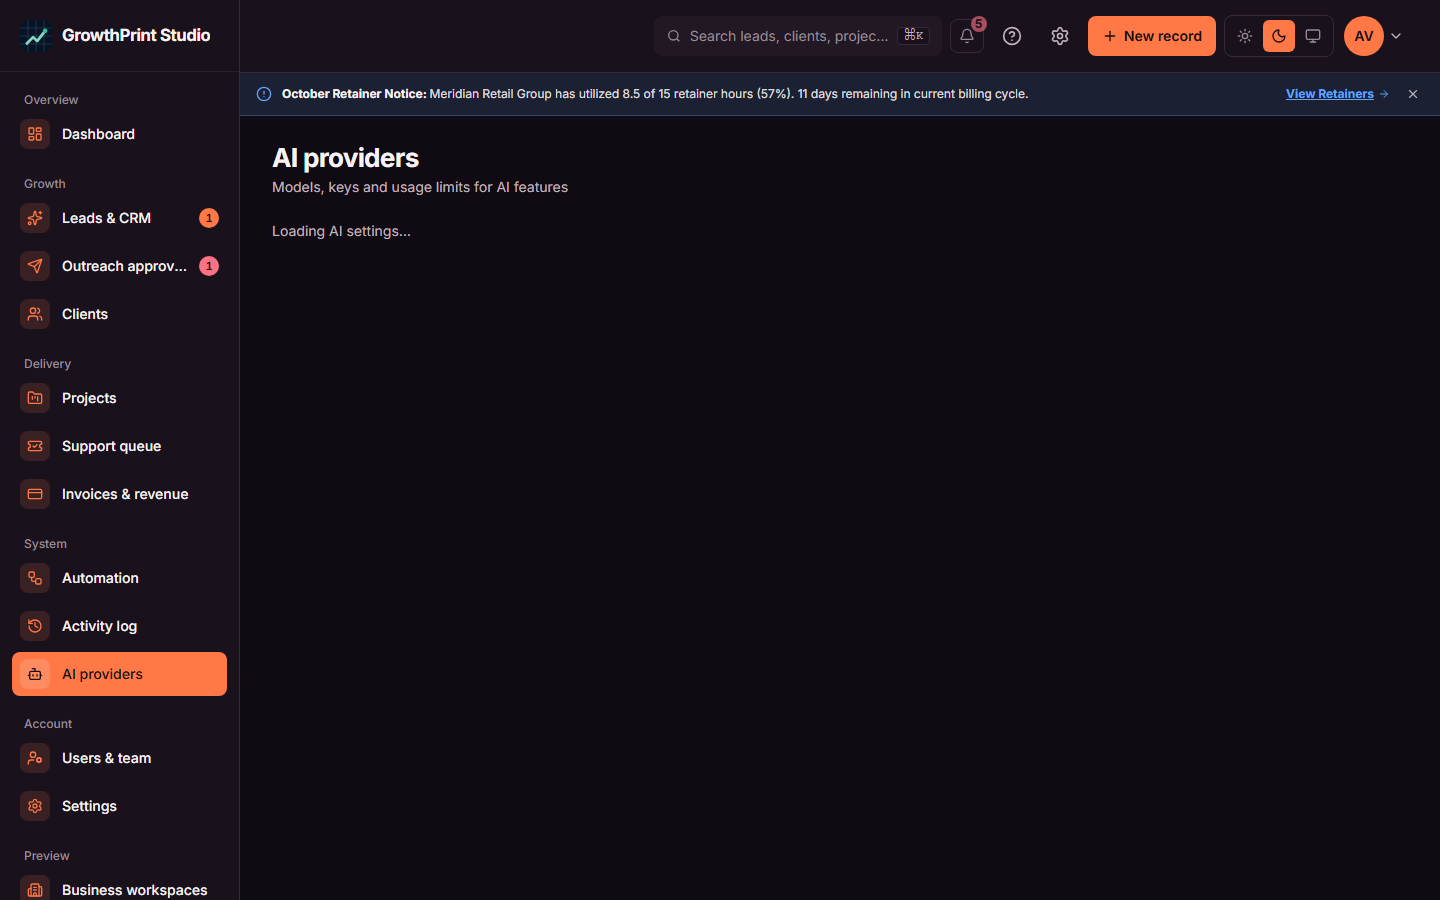 GrowthPrint Studio
Search leads, clients, projec...
⌘K
5
New record
AV
October Retainer Notice: Meridian Retail Group has utilized 8.5 of 15 retainer hours (57%). 11 days remaining in current billing cycle.
View Retainers
Overview
Dashboard
Growth
Leads & CRM
1
Outreach approv...
1
Clients
Delivery
Projects
Support queue
Invoices & revenue
System
Automation
Activity log
AI providers
Account
Users & team
Settings
Preview
Business workspaces
AI providers
Models, keys and usage limits for AI features
Loading AI settings...